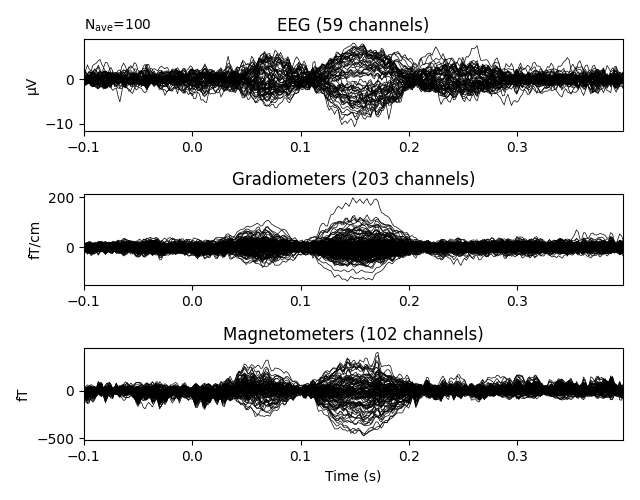 Nave=100
EEG (59 channels)
µV
0
−10
−0.1 0.0 0.1 0.2 0.3
Gradiometers (203 channels)
fT/cm
200
0
−0.1 0.0 0.1 0.2 0.3
Magnetometers (102 channels)
fT
0
−500
−0.1 0.0 0.1 0.2 0.3
Time (s)